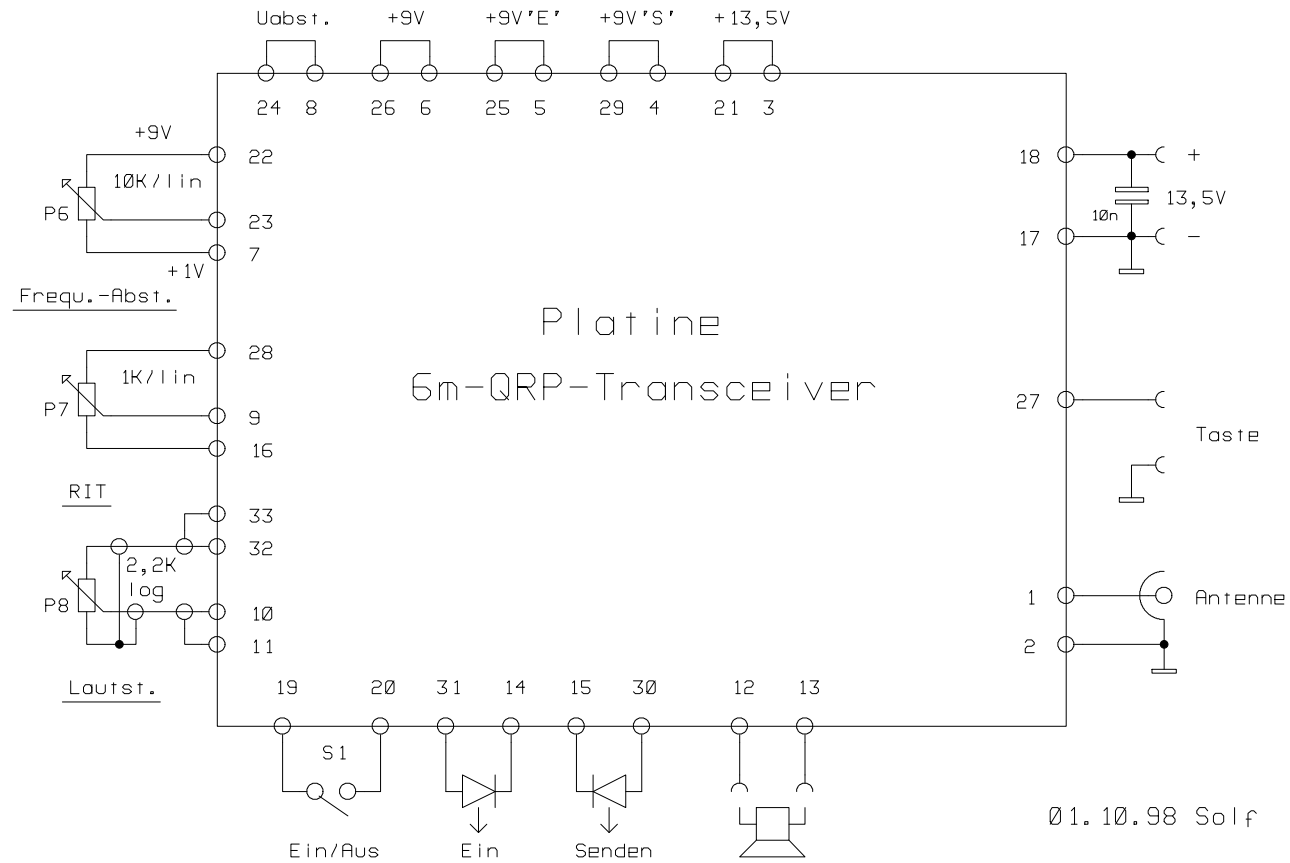 Uabst. +9V +9V'E' +9V'S' +13,5V
24 8 26 6 25 5 29 4 21 3
+9V
22
10K/lin
P6
23
7
+1V
Frequ.-Abst.
18
+
10n
13,5V
17
-
Platine
6m-QRP-Transceiver
28
1K/lin
P7
9
16
RIT
27
Taste
33
32
2,2K
log
P8
10
11
Lautst.
1
Antenne
2
19 20 31 14 15 30 12 13
S1
Ein/Aus Ein Senden
01.10.98 Solf